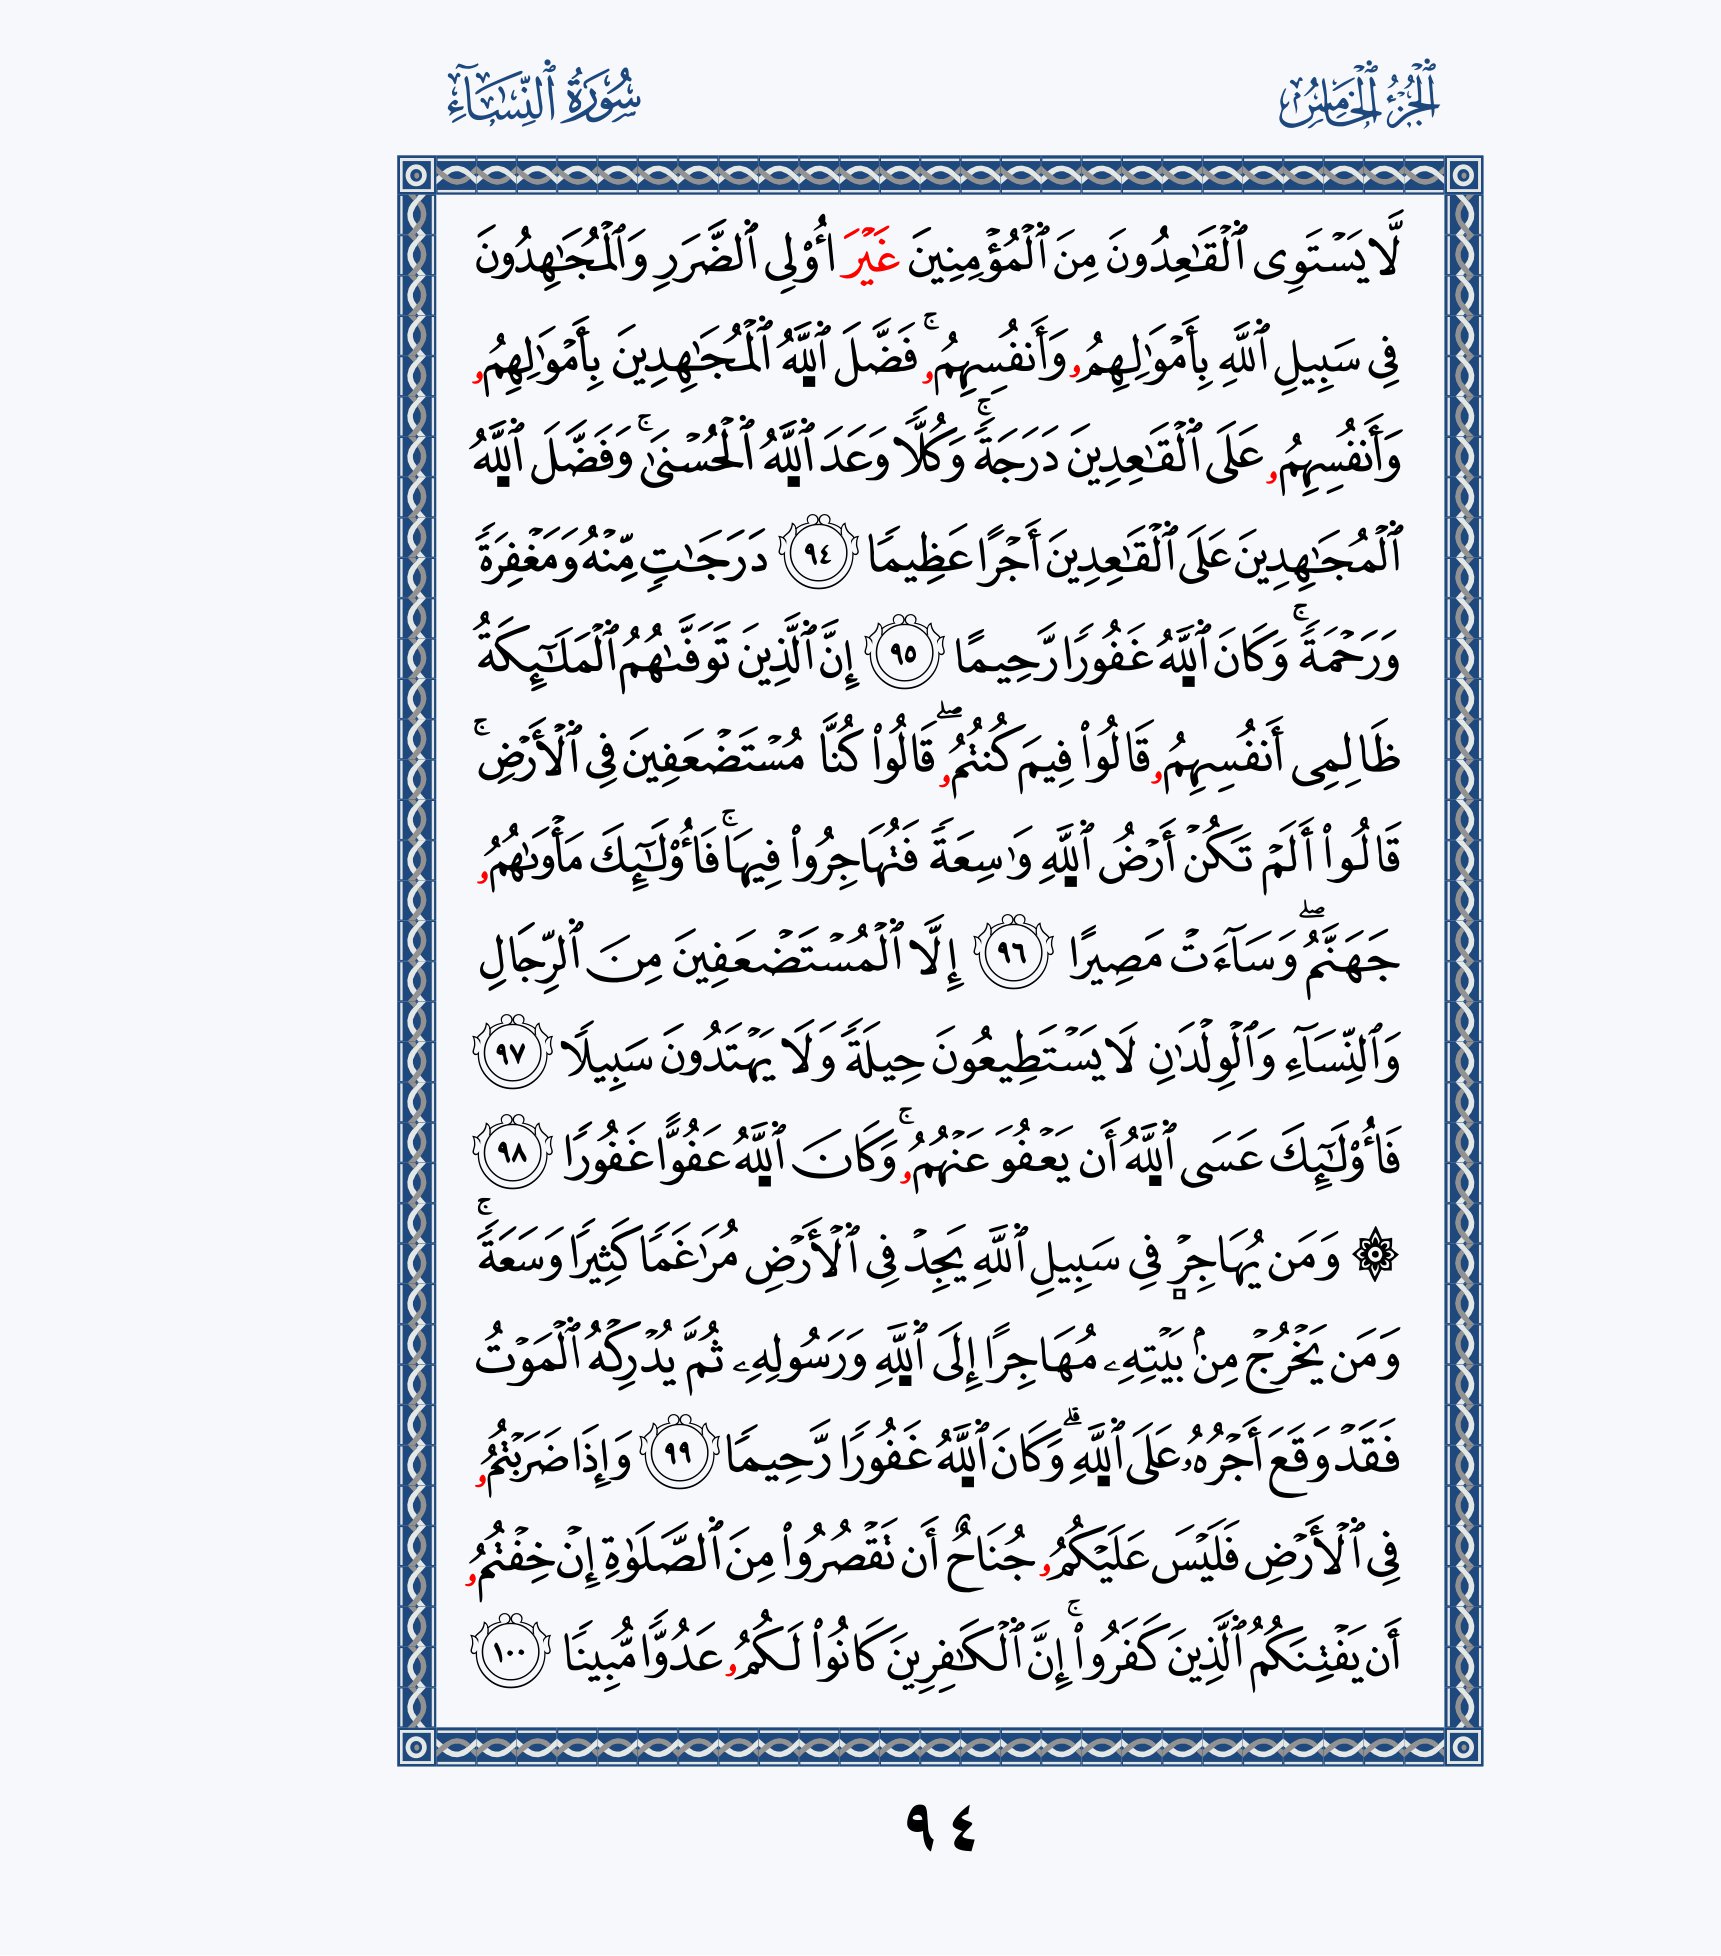 الجُزْءُ الخَامِسُ
سُورَةُ ٱلنِّسَآءِ
لَّا يَسْتَوِى ٱلْقَـٰعِدُونَ مِنَ ٱلْمُؤْمِنِينَ غَيْرَ أُو۟لِى ٱلضَّرَرِ وَٱلْمُجَـٰهِدُونَ
فِى سَبِيلِ ٱللَّهِ بِأَمْوَٰلِهِمُۥ وَأَنفُسِهِمُۥ ۚ فَضَّلَ ٱللَّهُ ٱلْمُجَـٰهِدِينَ بِأَمْوَٰلِهِمُۥ
وَأَنفُسِهِمُۥ عَلَى ٱلْقَـٰعِدِينَ دَرَجَةً ۚ وَكُلًّا وَعَدَ ٱللَّهُ ٱلْحُسْنَىٰ ۚ وَفَضَّلَ ٱللَّهُ
ٱلْمُجَـٰهِدِينَ عَلَى ٱلْقَـٰعِدِينَ أَجْرًا عَظِيمًا ٩٤ دَرَجَـٰتٍ مِّنْهُ وَمَغْفِرَةً
وَرَحْمَةً ۚ وَكَانَ ٱللَّهُ غَفُورًا رَّحِيمًا ٩٥ إِنَّ ٱلَّذِينَ تَوَفَّىٰهُمُ ٱلْمَلَـٰٓئِكَةُ
ظَالِمِى أَنفُسِهِمُۥ قَالُوا۟ فِيمَ كُنتُمُۥ ۖ قَالُوا۟ كُنَّا مُسْتَضْعَفِينَ فِى ٱلْأَرْضِ ۚ
قَالُوا۟ أَلَمْ تَكُنْ أَرْضُ ٱللَّهِ وَٰسِعَةً فَتُهَاجِرُوا۟ فِيهَا ۚ فَأُو۟لَـٰٓئِكَ مَأْوَىٰهُمُۥ
جَهَنَّمُ ۖ وَسَآءَتْ مَصِيرًا ٩٦ إِلَّا ٱلْمُسْتَضْعَفِينَ مِنَ ٱلرِّجَالِ
وَٱلنِّسَآءِ وَٱلْوِلْدَٰنِ لَا يَسْتَطِيعُونَ حِيلَةً وَلَا يَهْتَدُونَ سَبِيلًا ٩٧
فَأُو۟لَـٰٓئِكَ عَسَى ٱللَّهُ أَن يَعْفُوَ عَنْهُمُۥ ۚ وَكَانَ ٱللَّهُ عَفُوًّا غَفُورًا ٩٨
۞ وَمَن يُهَاجِرْ فِى سَبِيلِ ٱللَّهِ يَجِدْ فِى ٱلْأَرْضِ مُرَٰغَمًا كَثِيرًا وَسَعَةً ۚ
وَمَن يَخْرُجْ مِنۢ بَيْتِهِۦ مُهَاجِرًا إِلَى ٱللَّهِ وَرَسُولِهِۦ ثُمَّ يُدْرِكْهُ ٱلْمَوْتُ
فَقَدْ وَقَعَ أَجْرُهُۥ عَلَى ٱللَّهِ ۗ وَكَانَ ٱللَّهُ غَفُورًا رَّحِيمًا ٩٩ وَإِذَا ضَرَبْتُمُۥ
فِى ٱلْأَرْضِ فَلَيْسَ عَلَيْكُمُۥ جُنَاحٌ أَن تَقْصُرُوا۟ مِنَ ٱلصَّلَوٰةِ إِنْ خِفْتُمُۥ
أَن يَفْتِنَكُمُ ٱلَّذِينَ كَفَرُوا۟ ۚ إِنَّ ٱلْكَـٰفِرِينَ كَانُوا۟ لَكُمُۥ عَدُوًّا مُّبِينًا ١٠٠
٩٤